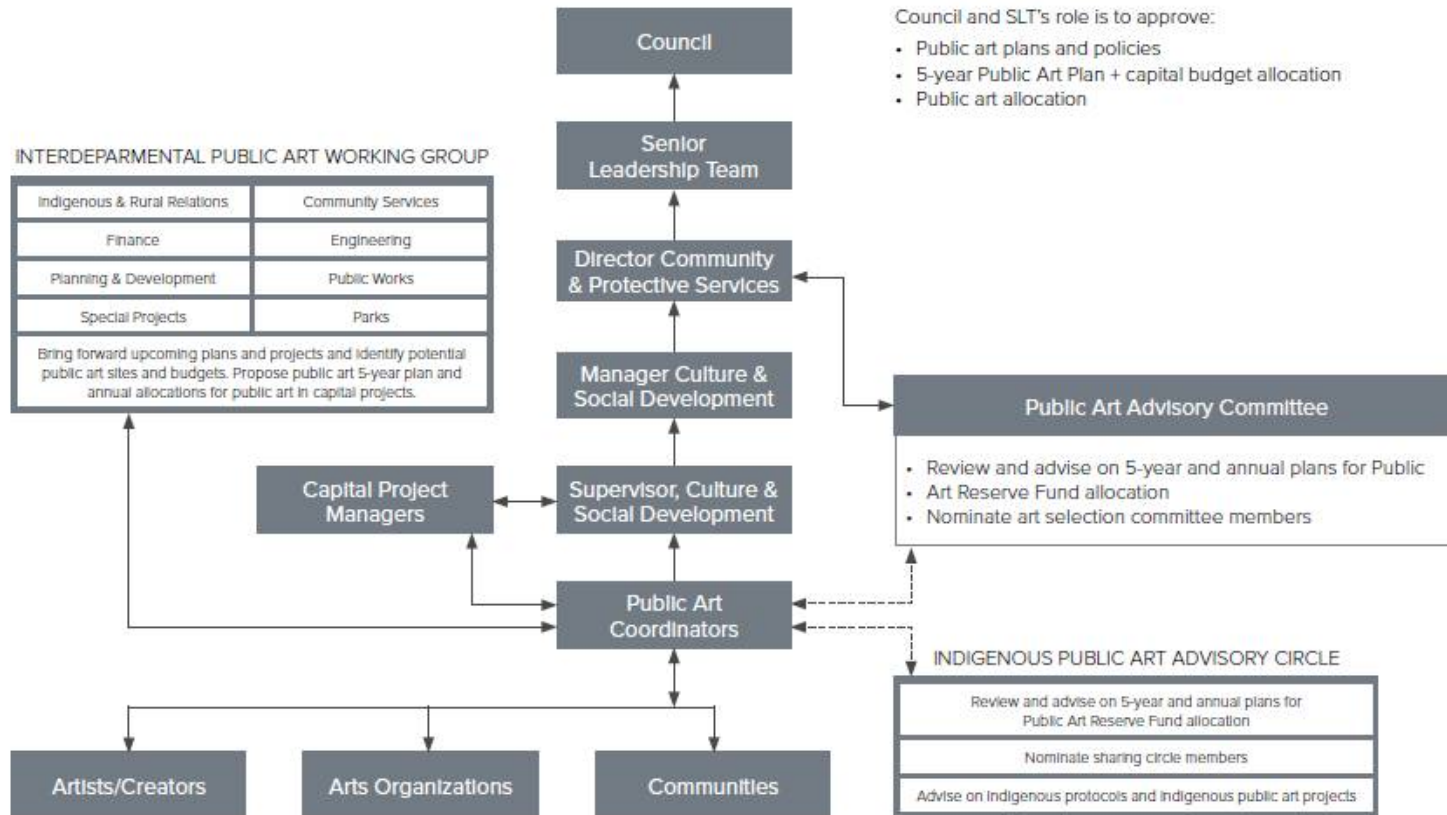 Council
Council and SLT's role is to approve:
• Public art plans and policies
• 5-year Public Art Plan + capital budget allocation
• Public art allocation
Senior
Leadership Team
INTERDEPARMENTAL PUBLIC ART WORKING GROUP
Indigenous & Rural Relations
Community Services
Finance
Engineering
Planning & Development
Public Works
Special Projects
Parks
Bring forward upcoming plans and projects and identify potential
public art sites and budgets. Propose public art 5-year plan and
annual allocations for public art in capital projects.
Director Community
& Protective Services
Manager Culture &
Social Development
Public Art Advisory Committee
• Review and advise on 5-year and annual plans for Public
• Art Reserve Fund allocation
• Nominate art selection committee members
Capital Project
Managers
Supervisor, Culture &
Social Development
Public Art
Coordinators
INDIGENOUS PUBLIC ART ADVISORY CIRCLE
Review and advise on 5-year and annual plans for
Public Art Reserve Fund allocation
Nominate sharing circle members
Advise on Indigenous protocols and Indigenous public art projects
Artists/Creators
Arts Organizations
Communities